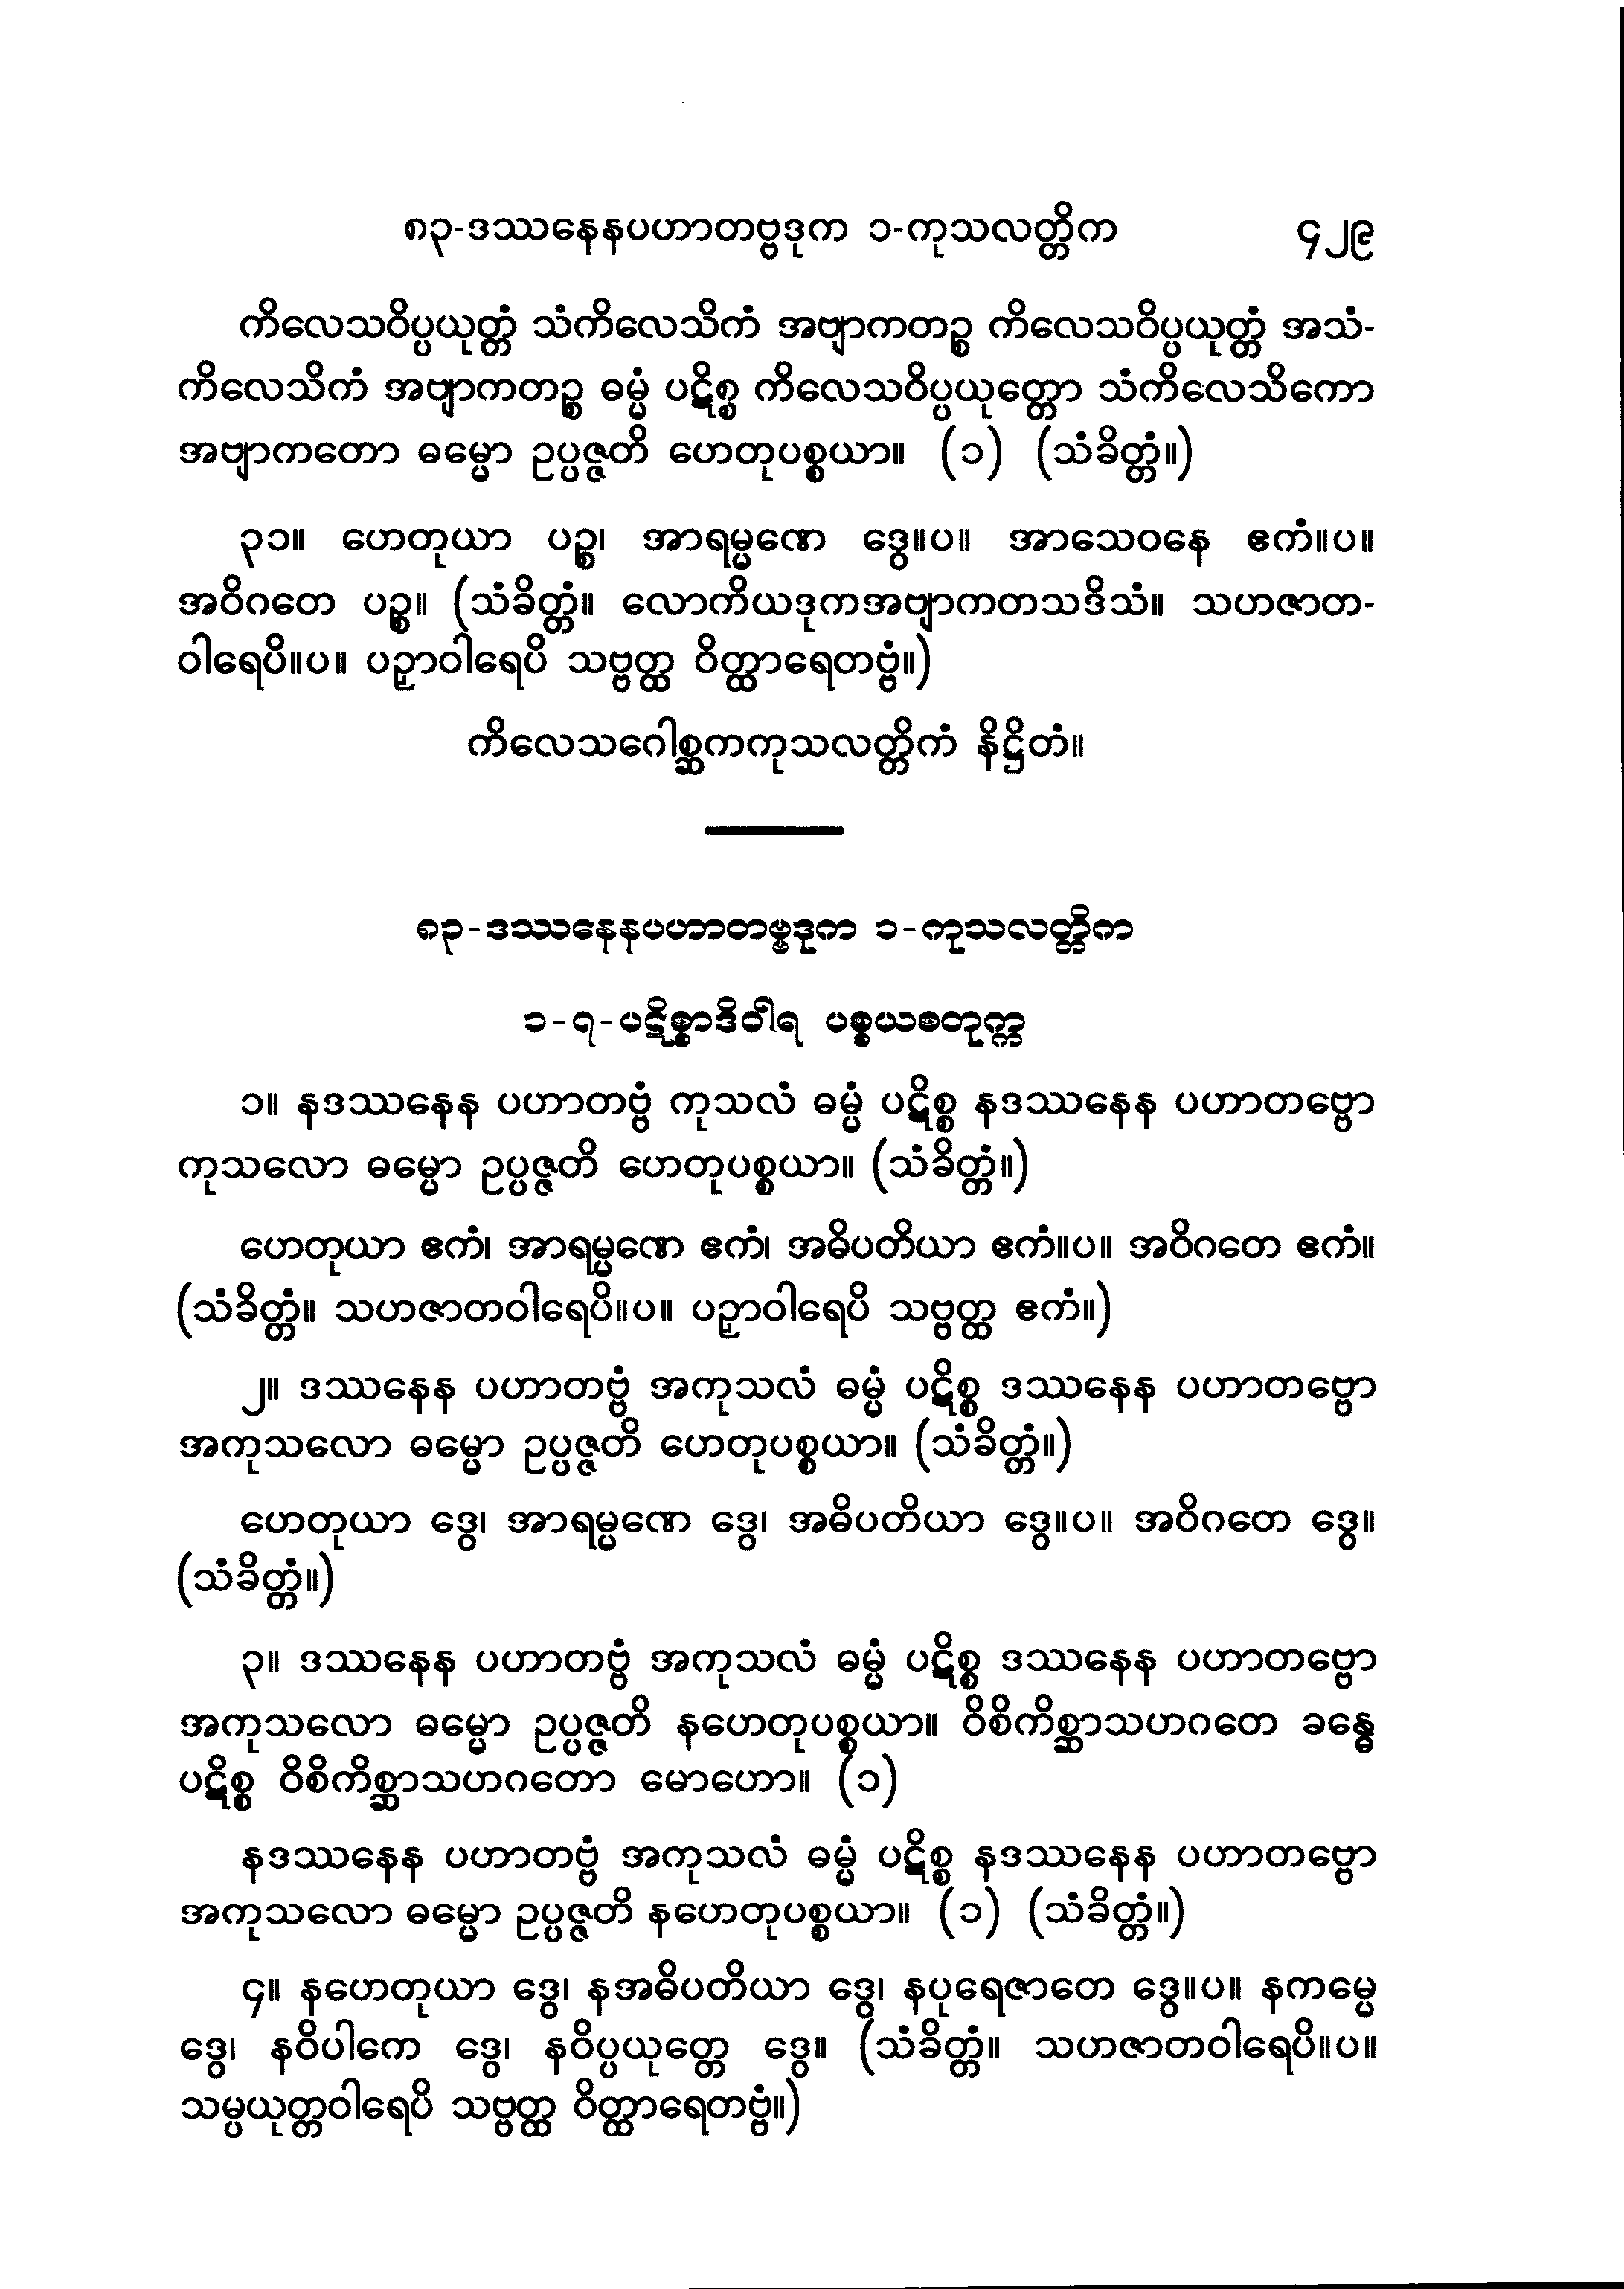 ၈၃-ဒဿနေနပဟာတဗ္ဗဒုက ၁-ကုသလတ္တိက ၄၂၉
ကိလေသဝိပ္ပယုတ္တံ သံကိလေသိကံ အဗျာကတဉ္စ ကိလေသဝိပ္ပယုတ္တံ အသံ-
ကိလေသိကံ အဗျာကတဉ္စ ဓမ္မံ ပဋိစ္စ ကိလေသဝိပ္ပယုတ္တော သံကိလေသိကော
အဗျာကတော ဓမ္မော ဥပ္ပဇ္ဇတိ ဟေတုပစ္စယာ။ (၁) (သံခိတ္တံ။)
၃၁။ ဟေတုယာ ပဉ္စ၊ အာရမ္မဏေ ဒွေ။ပ။ အာသေဝနေ ဧကံ။ပ။
အဝိဂတေ ပဉ္စ။ (သံခိတ္တံ။ လောကိယဒုကအဗျာကတသဒိသံ။ သဟဇာတ-
ဝါရေပိ။ပ။ ပဉှာဝါရေပိ သဗ္ဗတ္ထ ဝိတ္ထာရေတဗ္ဗံ။)
ကိလေသဂေါစ္ဆကကုသလတ္တိကံ နိဋ္ဌိတံ။
၈၃-ဒဿနေနပဟာတဗ္ဗဒုက ၁-ကုသလတ္တိက
၁-၇-ပဋိစ္စာဒိဝါရ ပစ္စယစတုက္က
၁။ နဒဿနေန ပဟာတဗ္ဗံ ကုသလံ ဓမ္မံ ပဋိစ္စ နဒဿနေန ပဟာတဗ္ဗော
ကုသလော ဓမ္မော ဥပ္ပဇ္ဇတိ ဟေတုပစ္စယာ။ (သံခိတ္တံ။)
ဟေတုယာ ဧကံ၊ အာရမ္မဏေ ဧကံ၊ အဓိပတိယာ ဧကံ။ပ။ အဝိဂတေ ဧကံ။
(သံခိတ္တံ။ သဟဇာတဝါရေပိ။ပ။ ပဉှာဝါရေပိ သဗ္ဗတ္ထ ဧကံ။)
၂။ ဒဿနေန ပဟာတဗ္ဗံ အကုသလံ ဓမ္မံ ပဋိစ္စ ဒဿနေန ပဟာတဗ္ဗော
အကုသလော ဓမ္မော ဥပ္ပဇ္ဇတိ ဟေတုပစ္စယာ။ (သံခိတ္တံ။)
ဟေတုယာ ဒွေ၊ အာရမ္မဏေ ဒွေ၊ အဓိပတိယာ ဒွေ။ပ။ အဝိဂတေ ဒွေ။
(သံခိတ္တံ။)
၃။ ဒဿနေန ပဟာတဗ္ဗံ အကုသလံ ဓမ္မံ ပဋိစ္စ ဒဿနေန ပဟာတဗ္ဗော
အကုသလော ဓမ္မော ဥပ္ပဇ္ဇတိ နဟေတုပစ္စယာ။ ဝိစိကိစ္ဆာသဟဂတေ ခန္ဓေ
ပဋိစ္စ ဝိစိကိစ္ဆာသဟဂတော မောဟော။ (၁)
နဒဿနေန ပဟာတဗ္ဗံ အကုသလံ ဓမ္မံ ပဋိစ္စ နဒဿနေန ပဟာတဗ္ဗော
အကုသလော ဓမ္မော ဥပ္ပဇ္ဇတိ နဟေတုပစ္စယာ။ (၁) (သံခိတ္တံ။)
၄။ နဟေတုယာ ဒွေ၊ နအဓိပတိယာ ဒွေ၊ နပုရေဇာတေ ဒွေ။ပ။ နကမ္မေ
ဒွေ၊ နဝိပါကေ ဒွေ၊ နဝိပ္ပယုတ္တေ ဒွေ။ (သံခိတ္တံ။ သဟဇာတဝါရေပိ။ပ။
သမ္ပယုတ္တဝါရေပိ သဗ္ဗတ္ထ ဝိတ္ထာရေတဗ္ဗံ။)